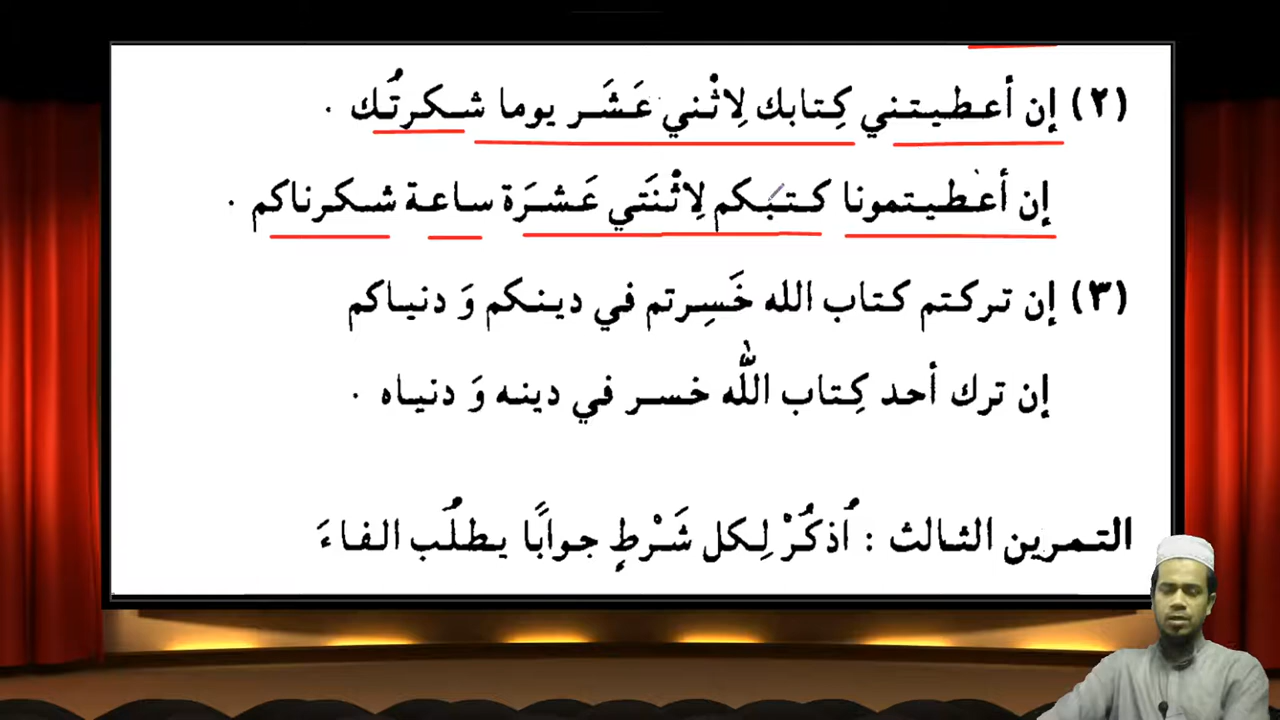 (٢) إن أعطيتني كِتابك لِاثْني عَشَر يوما شكرتُك .
إن أعطيتمونا كتبكم لِاثْنَتي عَشَرَة ساعة شكرناكم .
(٣) إن تركتم كتاب الله خَسِرتم في دينكم وَ دنياكم
إن ترك أحد كِتاب اللّٰه خسر في دينه وَ دنياه .
التمرين الثالث : اُذكُرْ لِكل شَرْطٍ جوابًا يطلُب الفاءَ